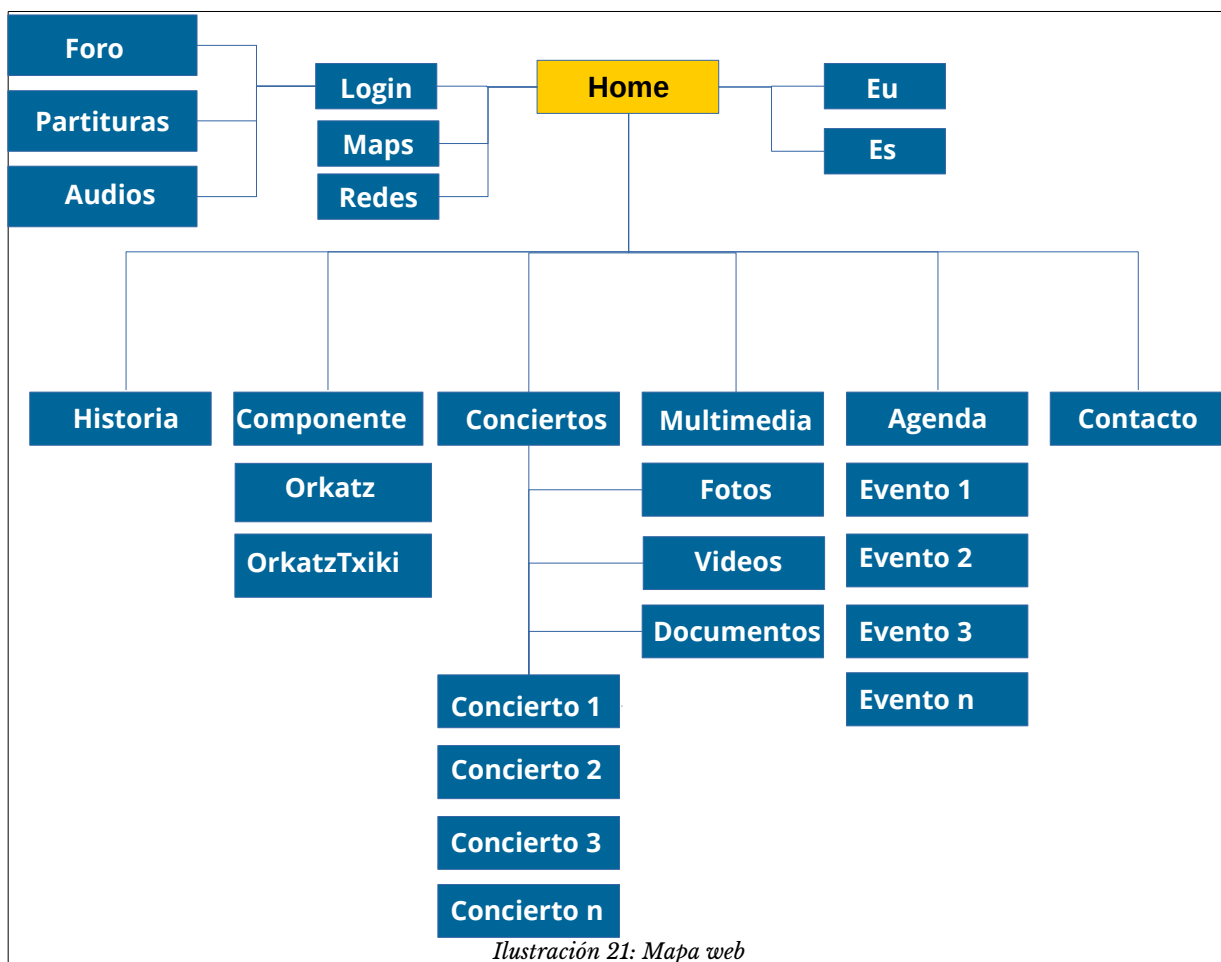 Foro
Partituras
Audios
Login
Maps
Redes
Home
Eu
Es
Historia
Componente
Conciertos
Multimedia
Agenda
Contacto
Orkatz
OrkatzTxiki
Fotos
Videos
Documentos
Evento 1
Evento 2
Evento 3
Evento n
Concierto 1
Concierto 2
Concierto 3
Concierto n
Ilustración 21: Mapa web